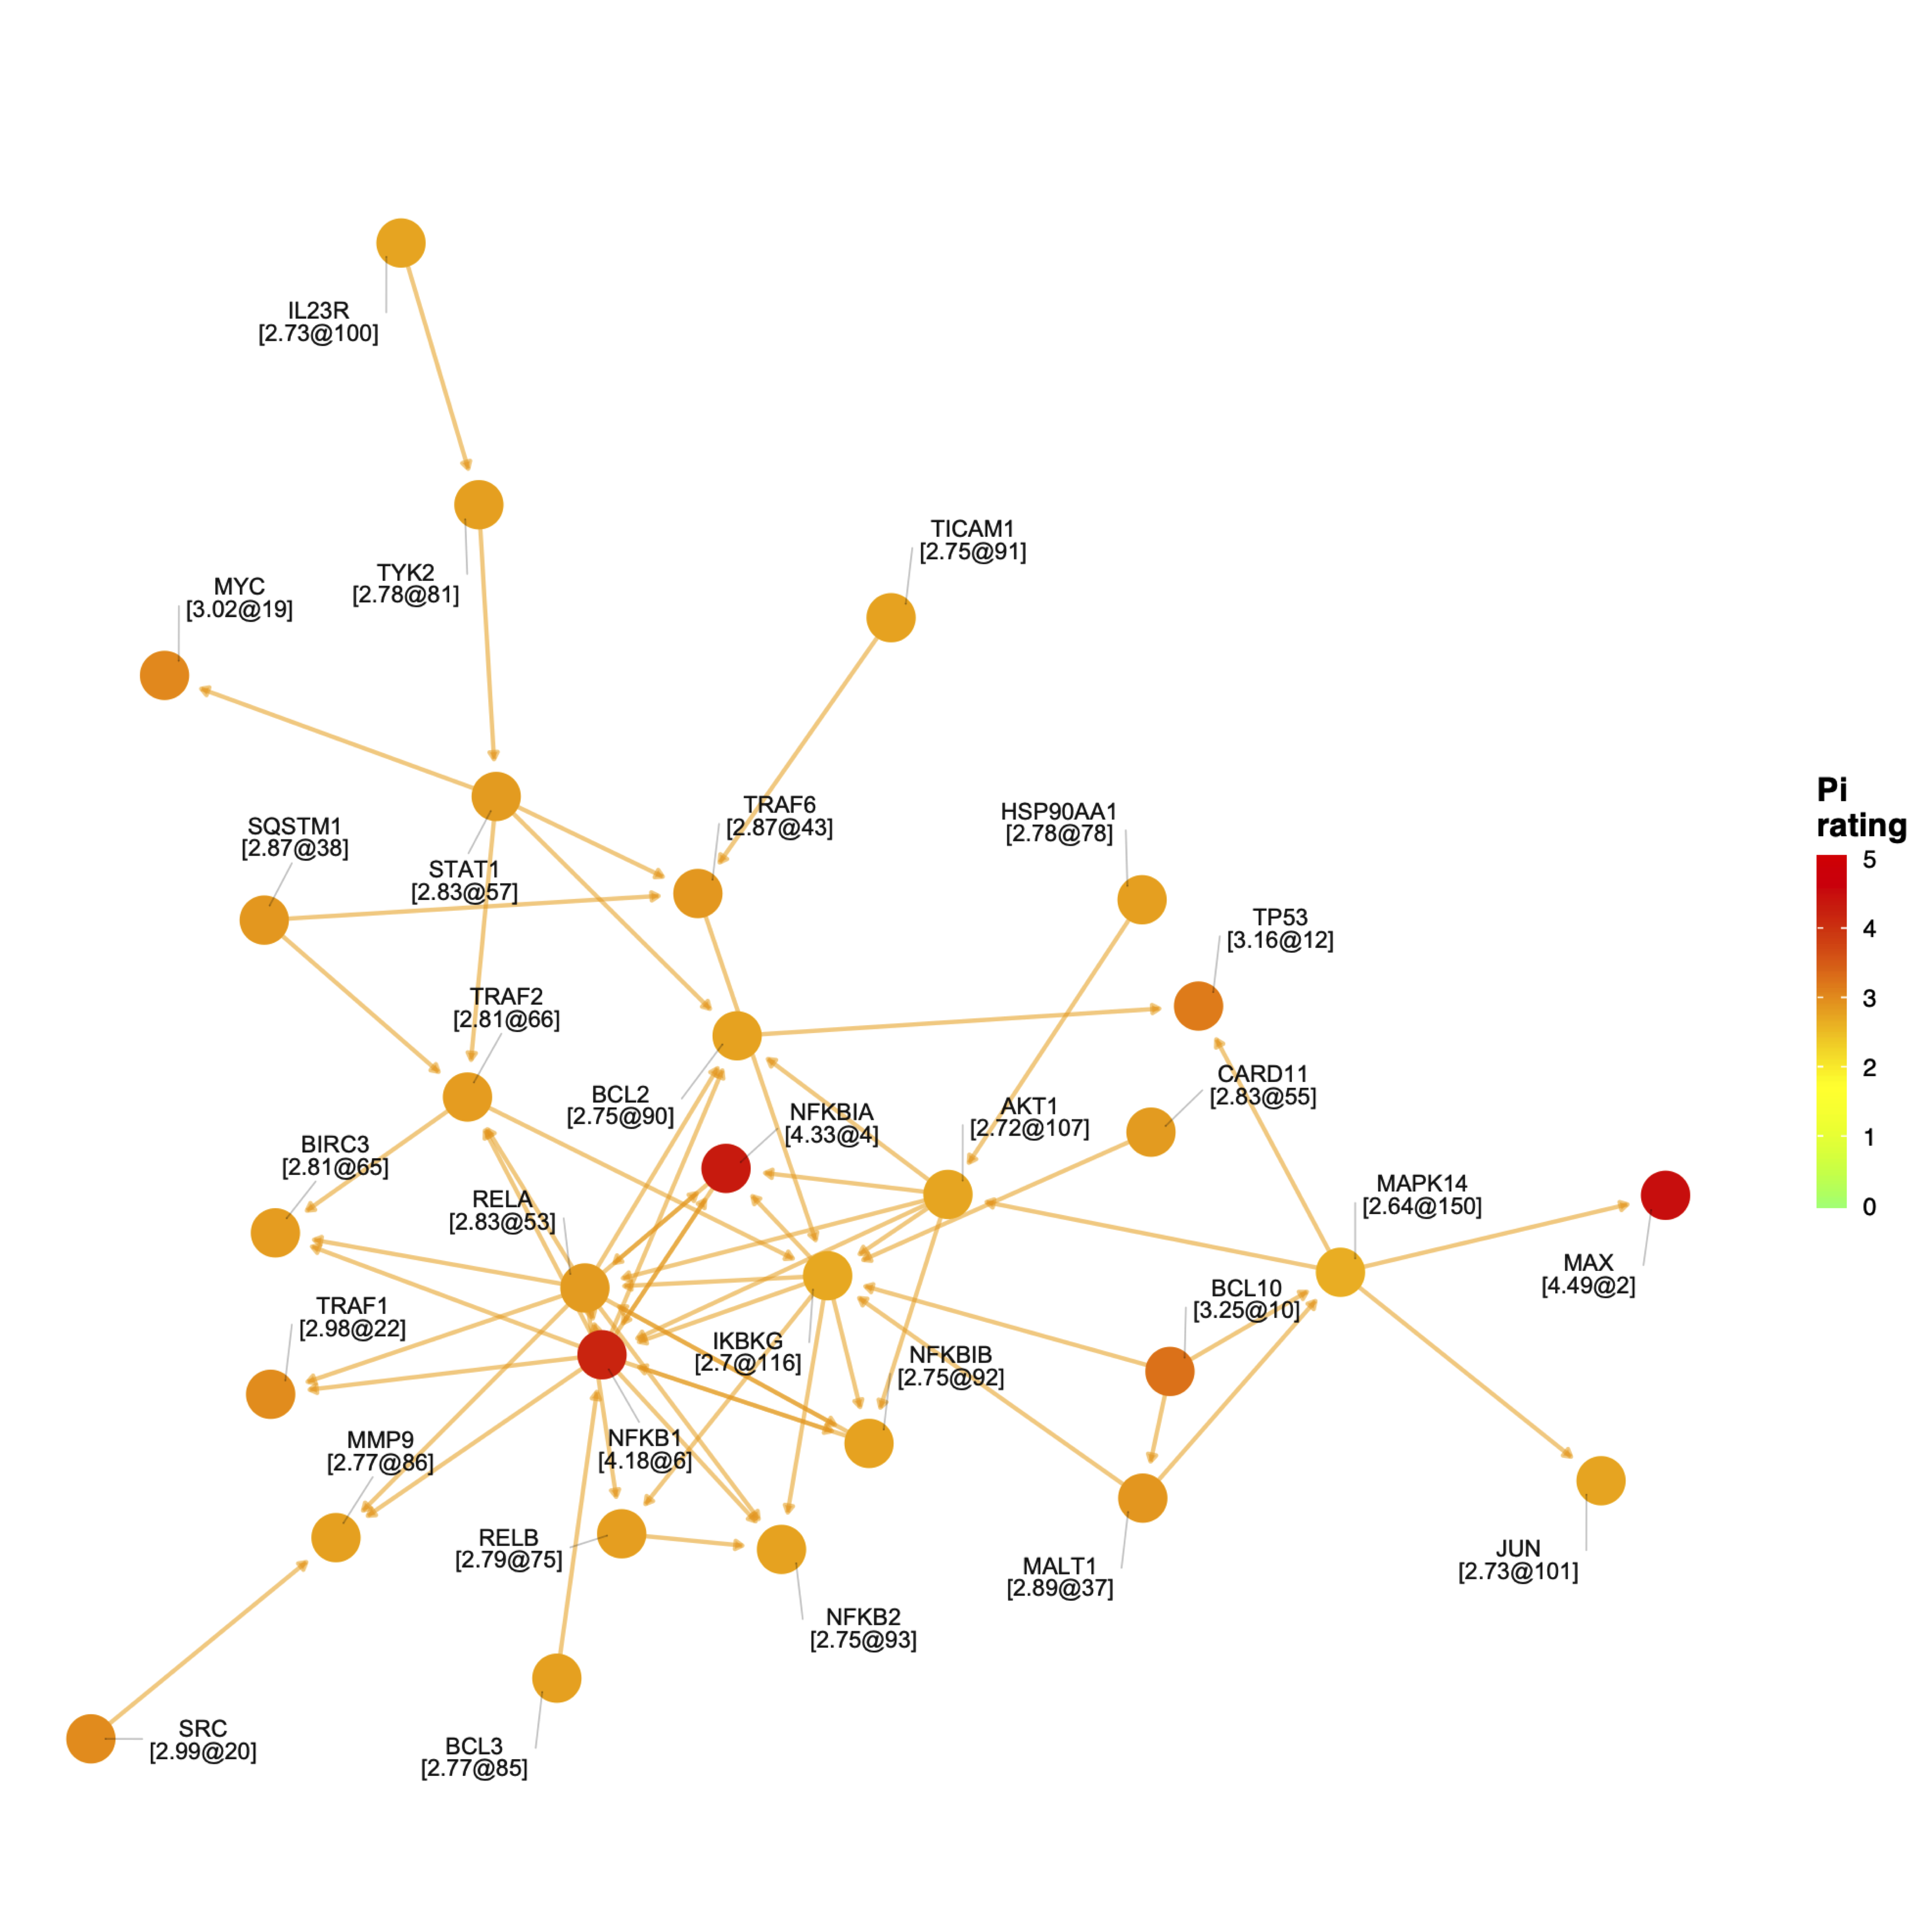 IL23R
[2.73@100]
TICAM1
[2.75@91]
TYK2
[2.78@81]
MYC
[3.02@19]
Pi
rating
5
4
3
2
1
0
TRAF6
[2.87@43]
HSP90AA1
[2.78@78]
SQSTM1
[2.87@38]
STAT1
[2.83@57]
TP53
[3.16@12]
TRAF2
[2.81@66]
CARD11
[2.83@55]
BCL2
[2.75@90]
NFKBIA
[4.33@4]
AKT1
[2.72@107]
BIRC3
[2.81@65]
MAPK14
[2.64@150]
RELA
[2.83@53]
MAX
[4.49@2]
BCL10
[3.25@10]
TRAF1
[2.98@22]
IKBKG
[2.7@116]
NFKBIB
[2.75@92]
NFKB1
[4.18@6]
MMP9
[2.77@86]
RELB
[2.79@75]
JUN
[2.73@101]
MALT1
[2.89@37]
NFKB2
[2.75@93]
SRC
[2.99@20]
BCL3
[2.77@85]